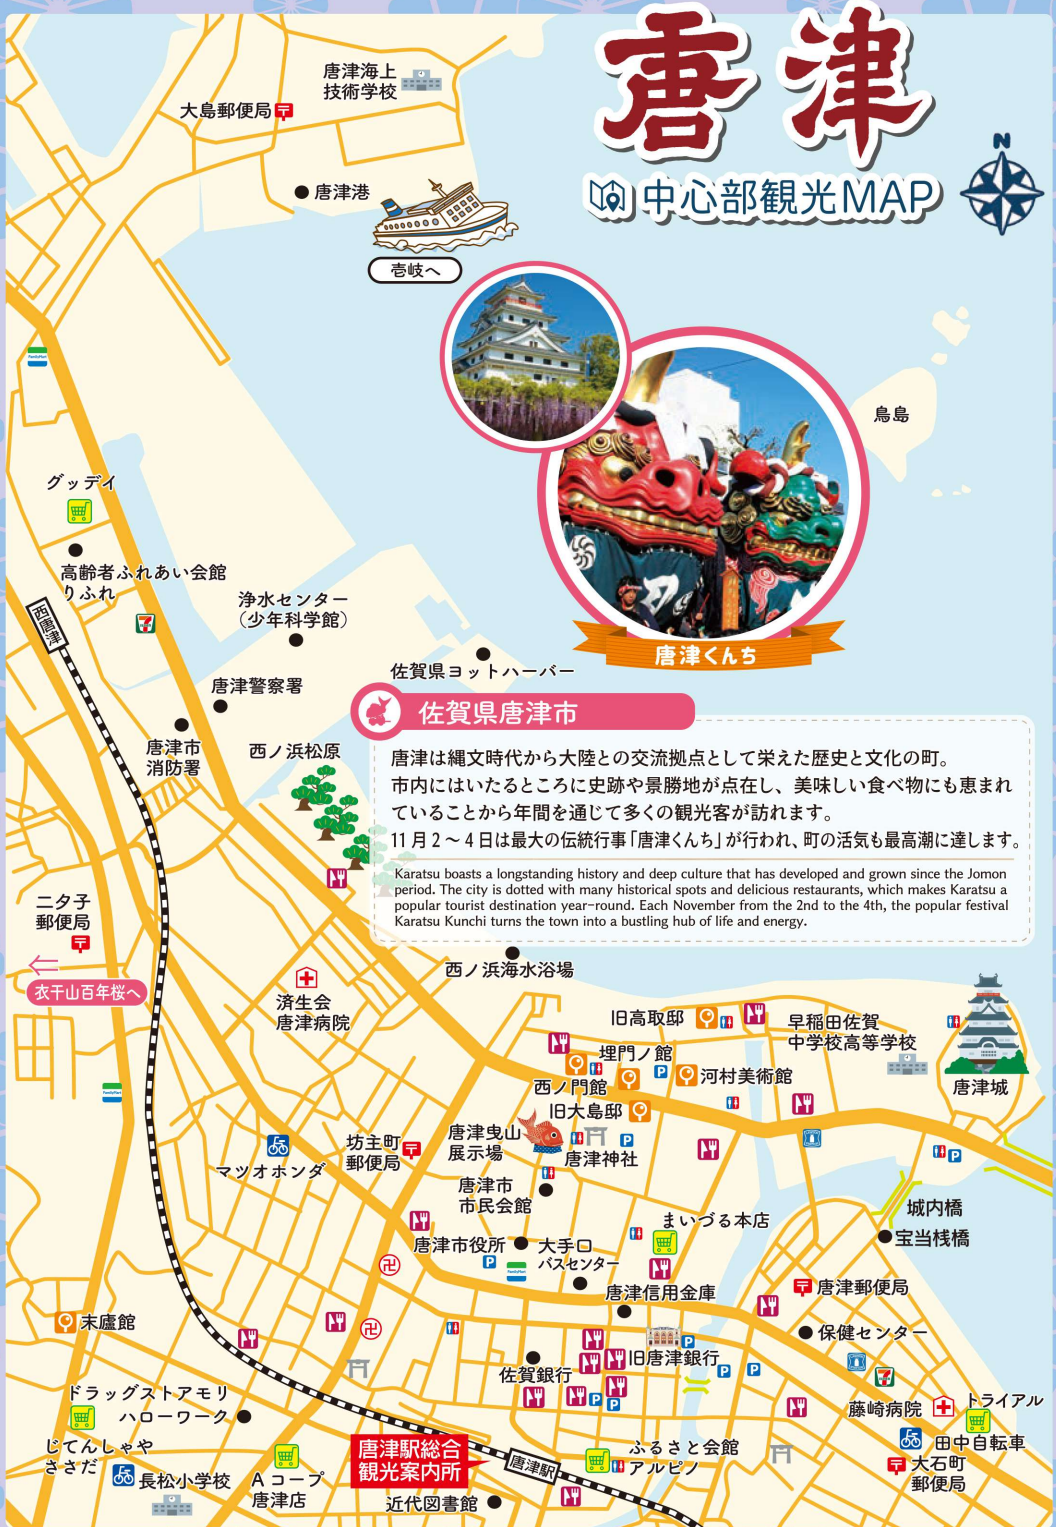 唐津
中心部観光MAP
N
唐津海上
技術学校
大島郵便局
唐津港
壱岐へ
鳥島
FamilyMart
グッデイ
高齢者ふれあい会館
りふれ
西唐津
浄水センター
（少年科学館）
佐賀県ヨットハーバー
唐津くんち
唐津警察署
唐津市
消防署
西ノ浜松原
佐賀県唐津市
唐津は縄文時代から大陸との交流拠点として栄えた歴史と文化の町。
市内にはいたるところに史跡や景勝地が点在し、美味しい食べ物にも恵まれ
ていることから年間を通じて多くの観光客が訪れます。
11月2～4日は最大の伝統行事「唐津くんち」が行われ、町の活気も最高潮に達します。
Karatsu boasts a longstanding history and deep culture that has developed and grown since the Jomon
period. The city is dotted with many historical spots and delicious restaurants, which makes Karatsu a
popular tourist destination year-round. Each November from the 2nd to the 4th, the popular festival
Karatsu Kunchi turns the town into a bustling hub of life and energy.
二タ子
郵便局
衣干山百年桜へ
西ノ浜海水浴場
済生会
唐津病院
旧高取邸
早稲田佐賀
中学校高等学校
埋門ノ館
西ノ門館
河村美術館
唐津城
旧大島邸
FamilyMart
唐津曳山
展示場
唐津神社
坊主町
郵便局
マツオホンダ
唐津市
市民会館
城内橋
まいづる本店
宝当桟橋
唐津市役所
大手口
バスセンター
FamilyMart
唐津信用金庫
唐津郵便局
末廬館
保健センター
旧唐津銀行
佐賀銀行
ドラッグストアモリ
ハローワーク
藤崎病院
トライアル
田中自転車
じてんしゃや
ささだ
長松小学校
Aコープ
唐津店
唐津駅総合
観光案内所
唐津駅
ふるさと会館
アルピノ
大石町
郵便局
近代図書館